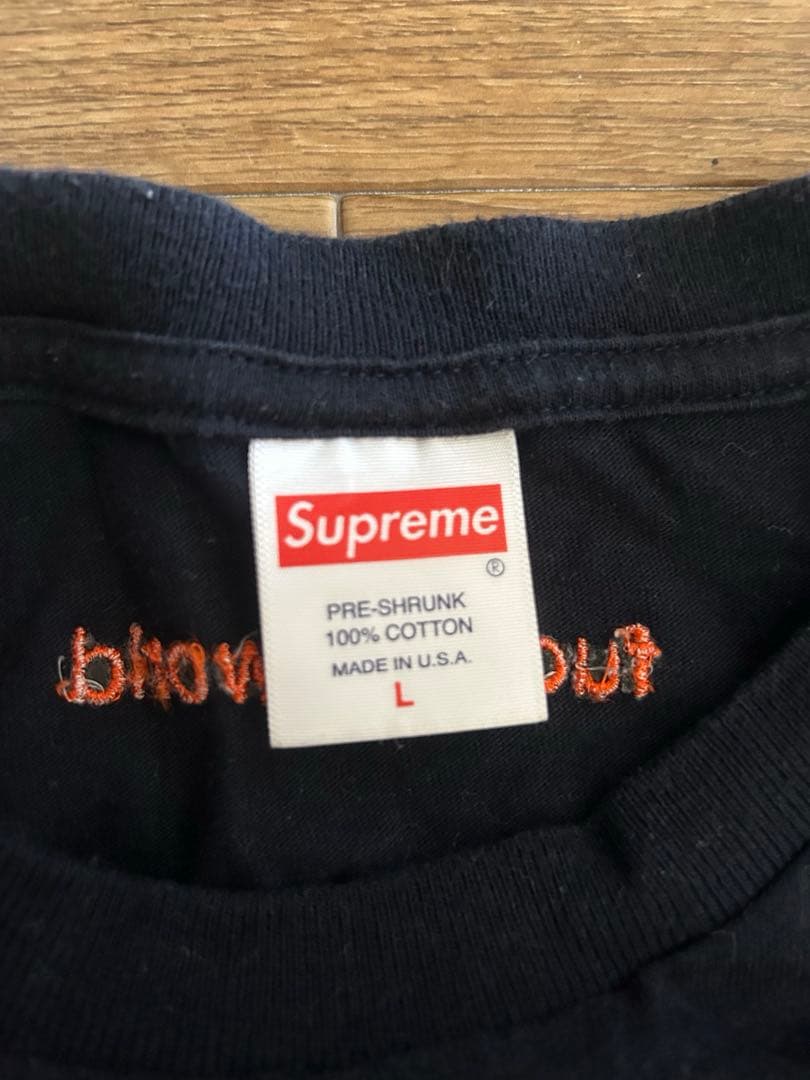 Supreme
®
PRE-SHRUNK
100% COTTON
MADE IN U.S.A.
L